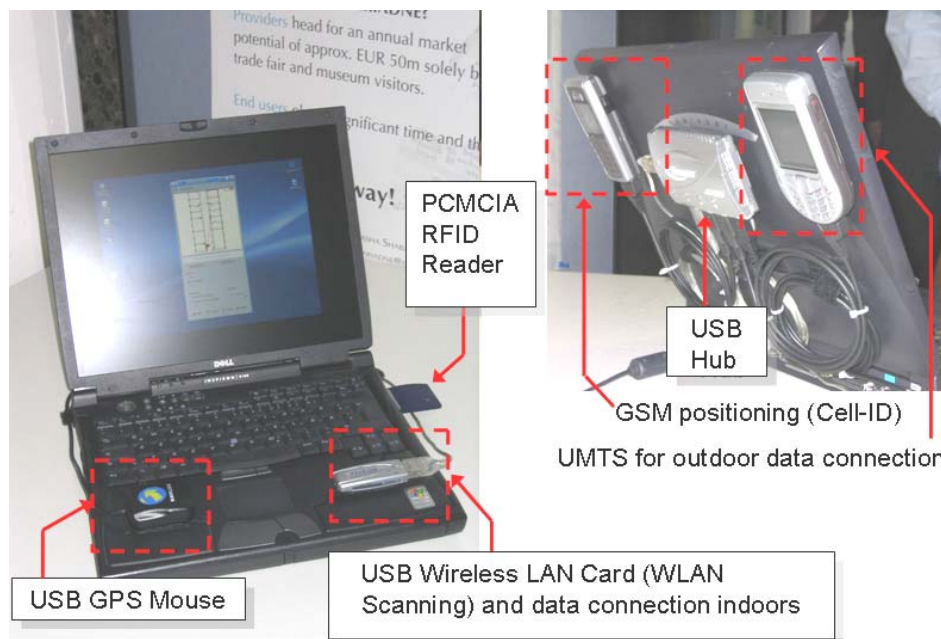 ADNE?
Providers head for an annual market
potential of approx. EUR 50m solely b
trade fair and museum visitors.
End users
gnificant time and th
way!
PCMCIA
RFID
Reader
DELL
USB GPS Mouse
USB Wireless LAN Card (WLAN
Scanning) and data connection indoors
USB
Hub
GSM positioning (Cell-ID)
UMTS for outdoor data connection